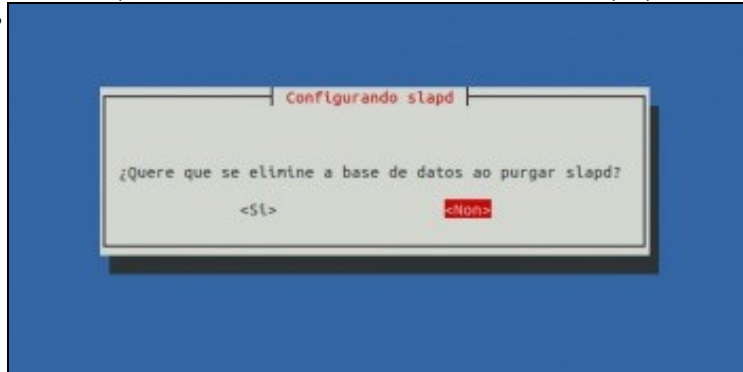 Configurando slapd
¿Quere que se elimine a base de datos ao purgar slapd?
<Si> <Non>